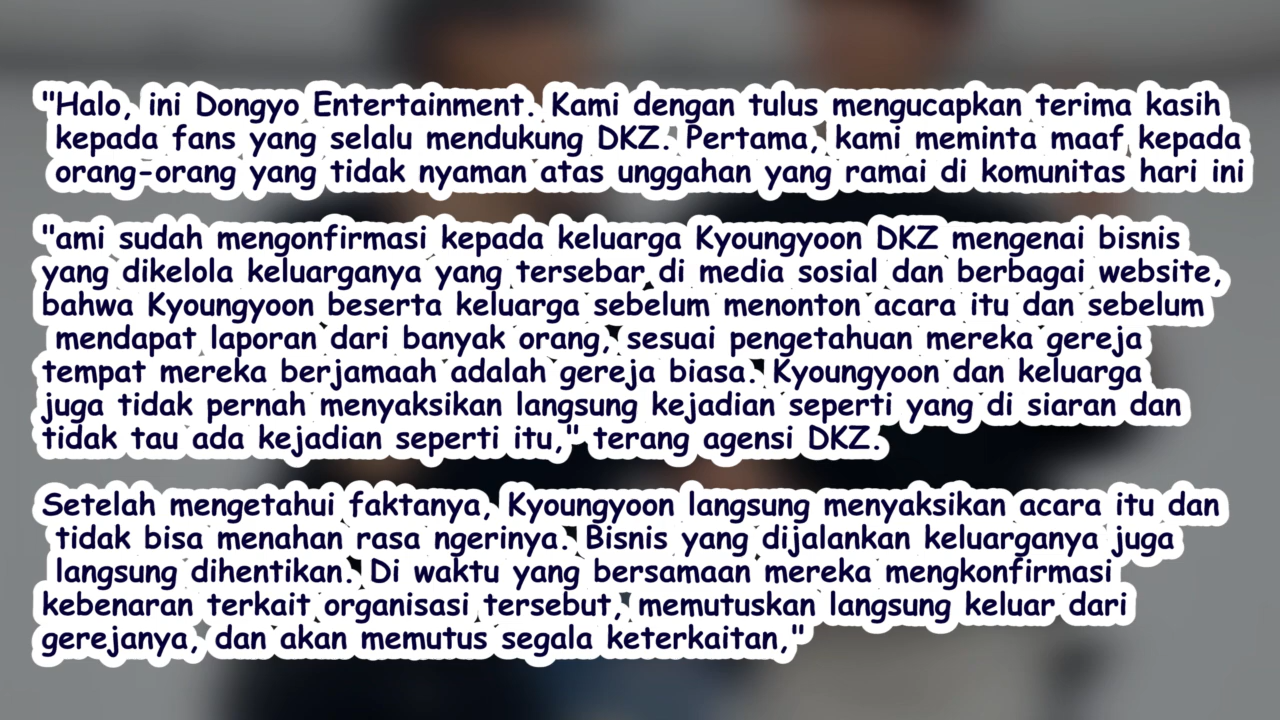 "Halo, ini Dongyo Entertainment. Kami dengan tulus mengucapkan terima kasih
kepada fans yang selalu mendukung DKZ. Pertama, kami meminta maaf kepada
orang-orang yang tidak nyaman atas unggahan yang ramai di komunitas hari ini
"ami sudah mengonfirmasi kepada keluarga Kyoungyoon DKZ mengenai bisnis
yang dikelola keluarganya yang tersebar di media sosial dan berbagai website,
bahwa Kyoungyoon beserta keluarga sebelum menonton acara itu dan sebelum
mendapat laporan dari banyak orang, sesuai pengetahuan mereka gereja
tempat mereka berjamaah adalah gereja biasa. Kyoungyoon dan keluarga
juga tidak pernah menyaksikan langsung kejadian seperti yang di siaran dan
tidak tau ada kejadian seperti itu," terang agensi DKZ.
Setelah mengetahui faktanya, Kyoungyoon langsung menyaksikan acara itu dan
tidak bisa menahan rasa ngerinya. Bisnis yang dijalankan keluarganya juga
langsung dihentikan. Di waktu yang bersamaan mereka mengkonfirmasi
kebenaran terkait organisasi tersebut, memutuskan langsung keluar dari
gerejanya, dan akan memutus segala keterkaitan,"